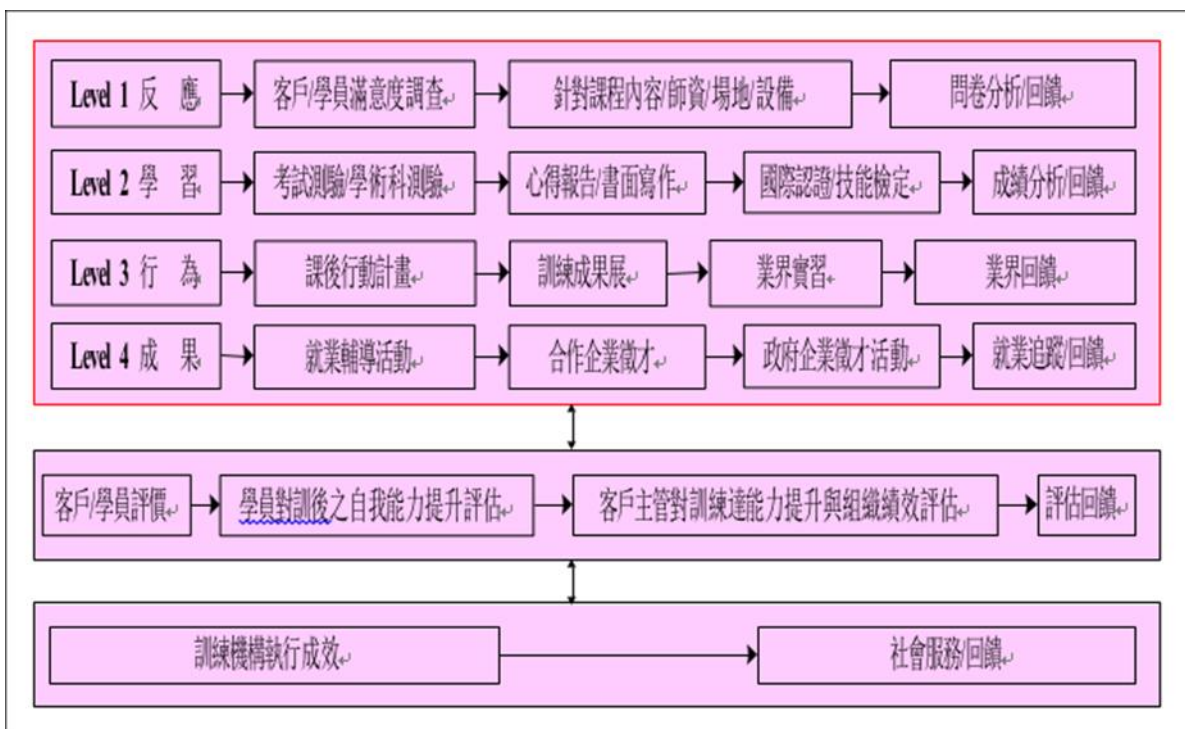 Level 1 反 應 客戶/學員滿意度調查 針對課程內容/師資/場地/設備 問卷分析/回饋
Level 2 學 習 考試測驗/學術科測驗 心得報告/書面寫作 國際認證/技能檢定 成績分析/回饋
Level 3 行 為 課後行動計畫 訓練成果展 業界實習 業界回饋
Level 4 成 果 就業輔導活動 合作企業徵才 政府企業徵才活動 就業追蹤/回饋
客戶/學員評價 學員對訓後之自我能力提升評估 客戶主管對訓練達能力提升與組織績效評估 評估回饋
訓練機構執行成效 社會服務/回饋